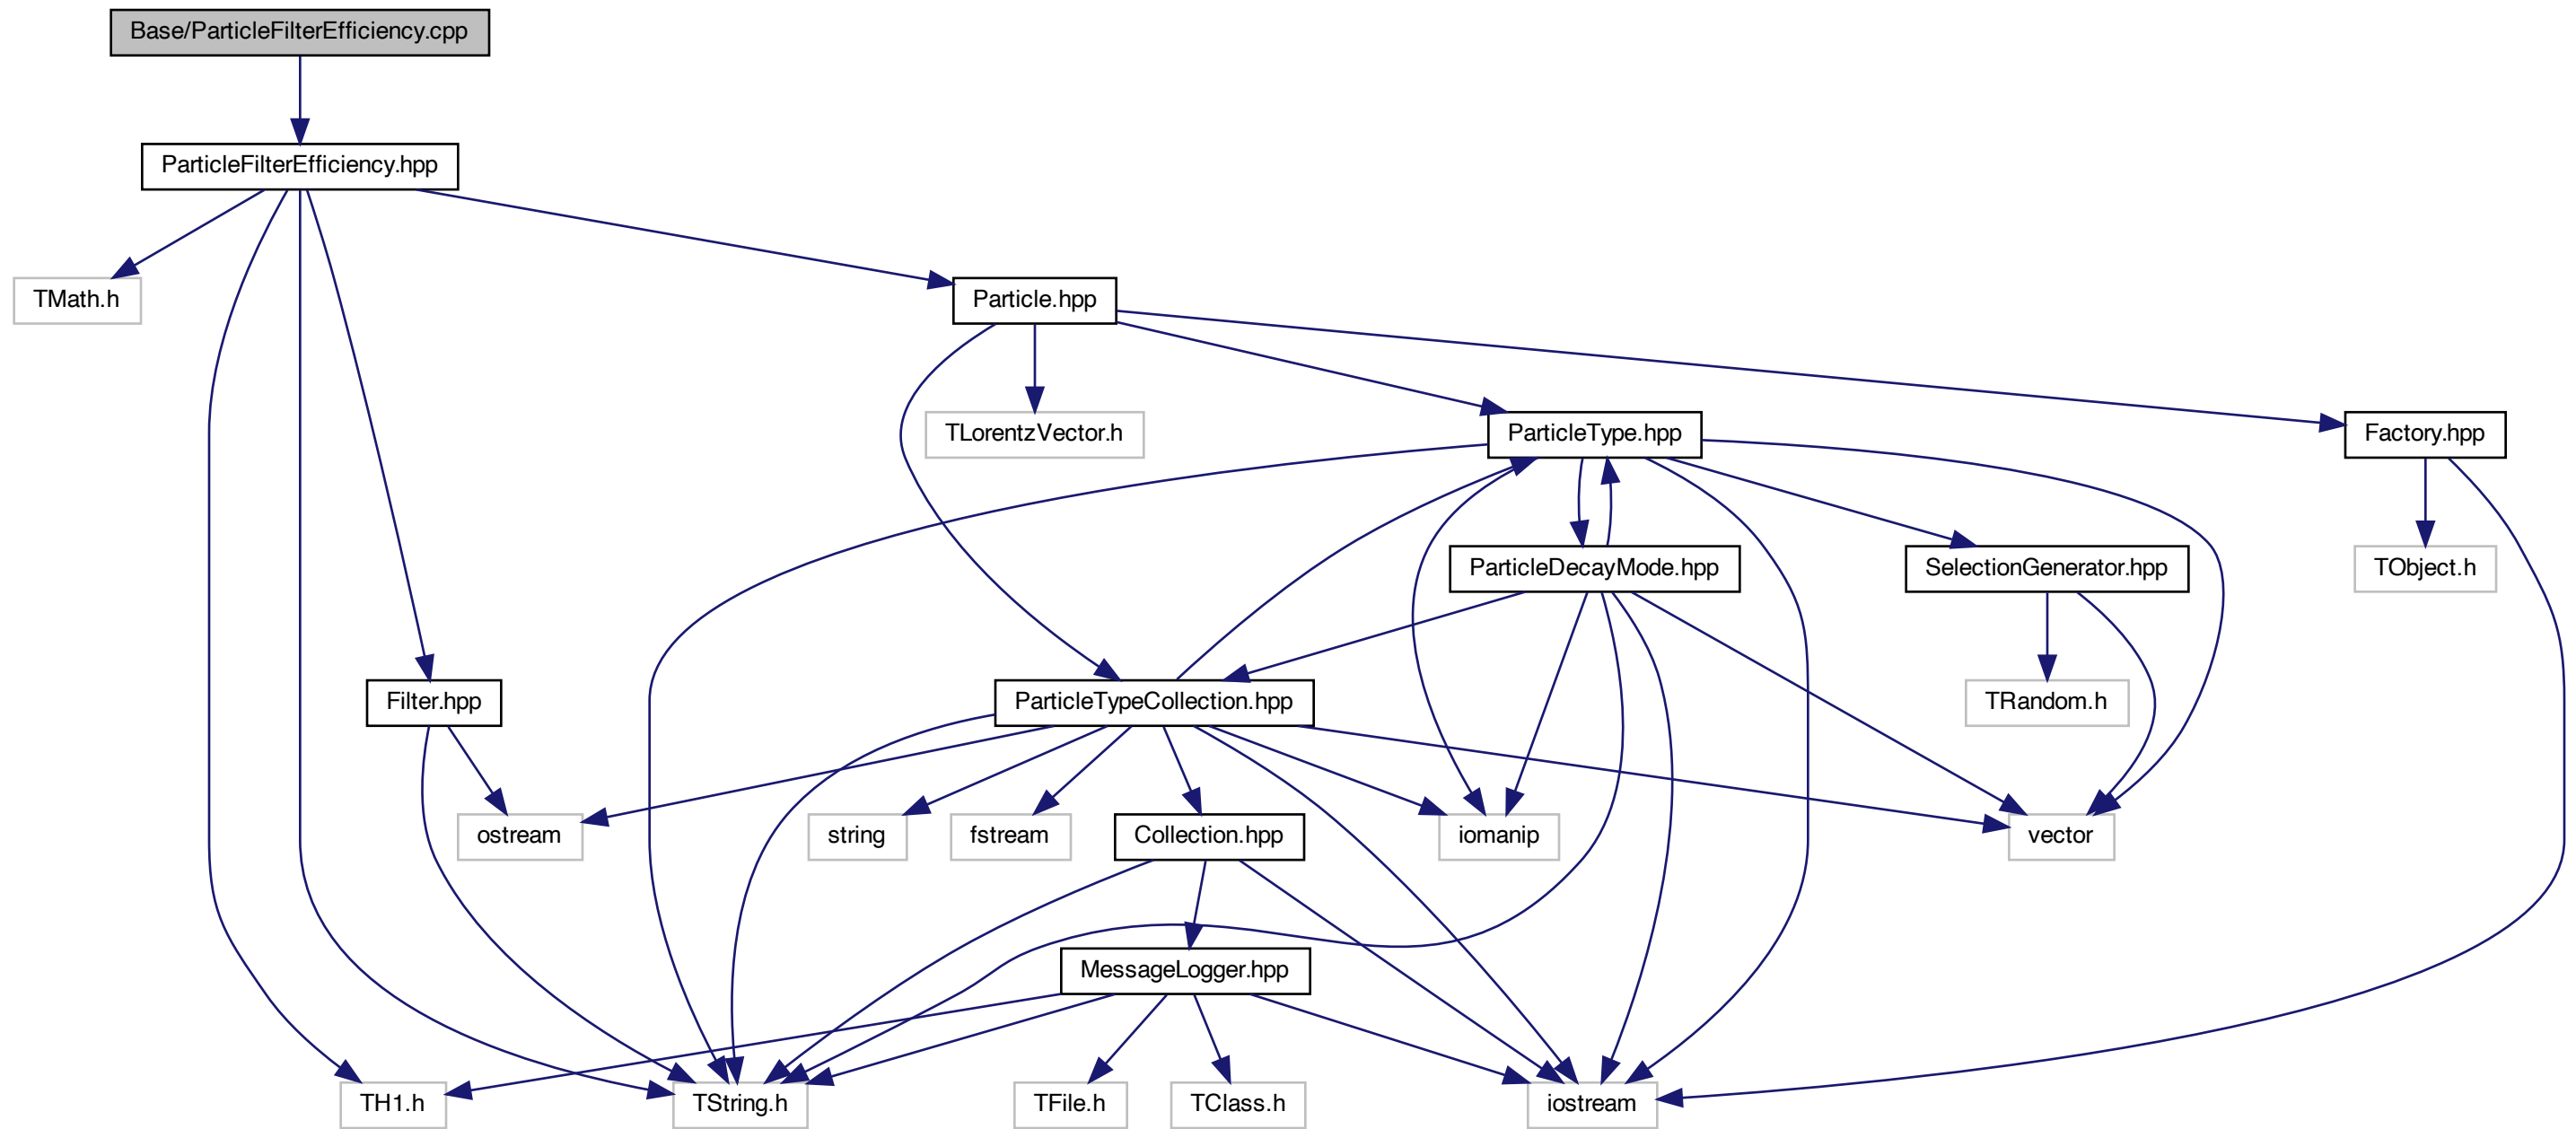 Base/ParticleFilterEfficiency.cpp
ParticleFilterEfficiency.hpp
TMath.h
Particle.hpp
TLorentzVector.h
ParticleType.hpp
Factory.hpp
ParticleDecayMode.hpp
SelectionGenerator.hpp
TObject.h
Filter.hpp
ParticleTypeCollection.hpp
TRandom.h
ostream
string
fstream
Collection.hpp
iomanip
vector
MessageLogger.hpp
TH1.h
TString.h
TFile.h
TClass.h
iostream